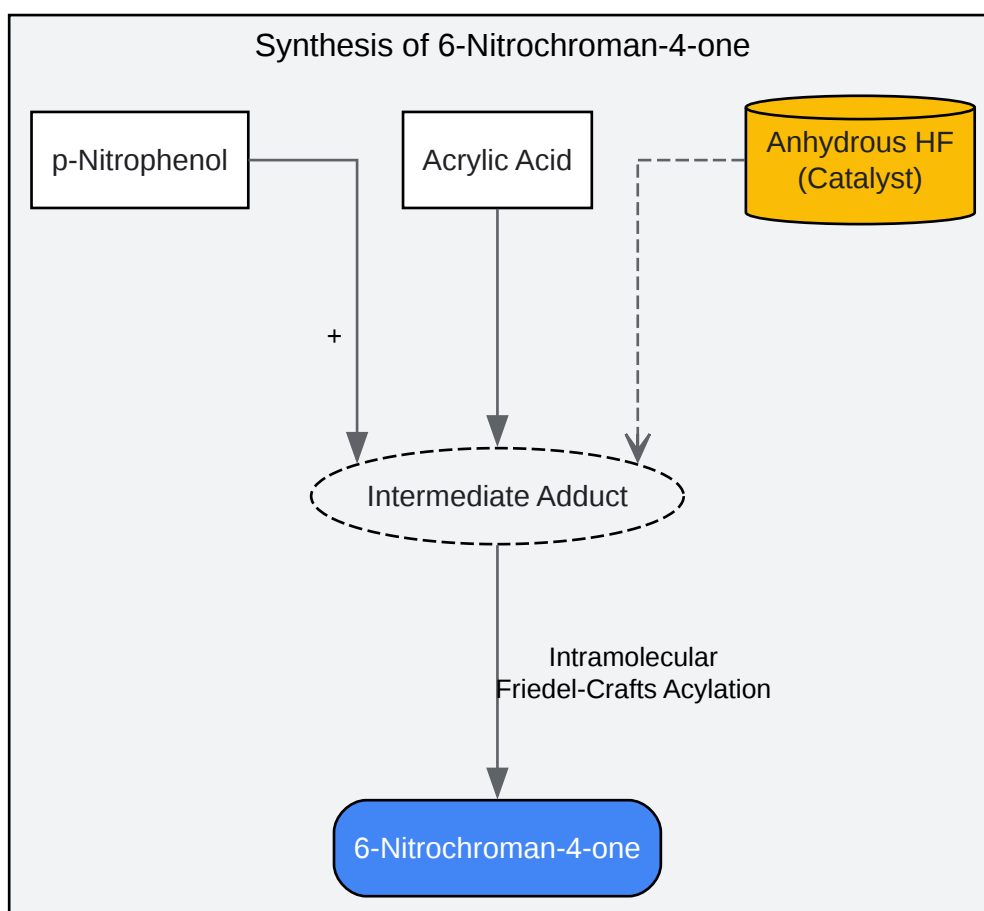 Synthesis of 6-Nitrochroman-4-one
p-Nitrophenol
Acrylic Acid
Anhydrous HF
(Catalyst)
+
Intermediate Adduct
Intramolecular
Friedel-Crafts Acylation
6-Nitrochroman-4-one